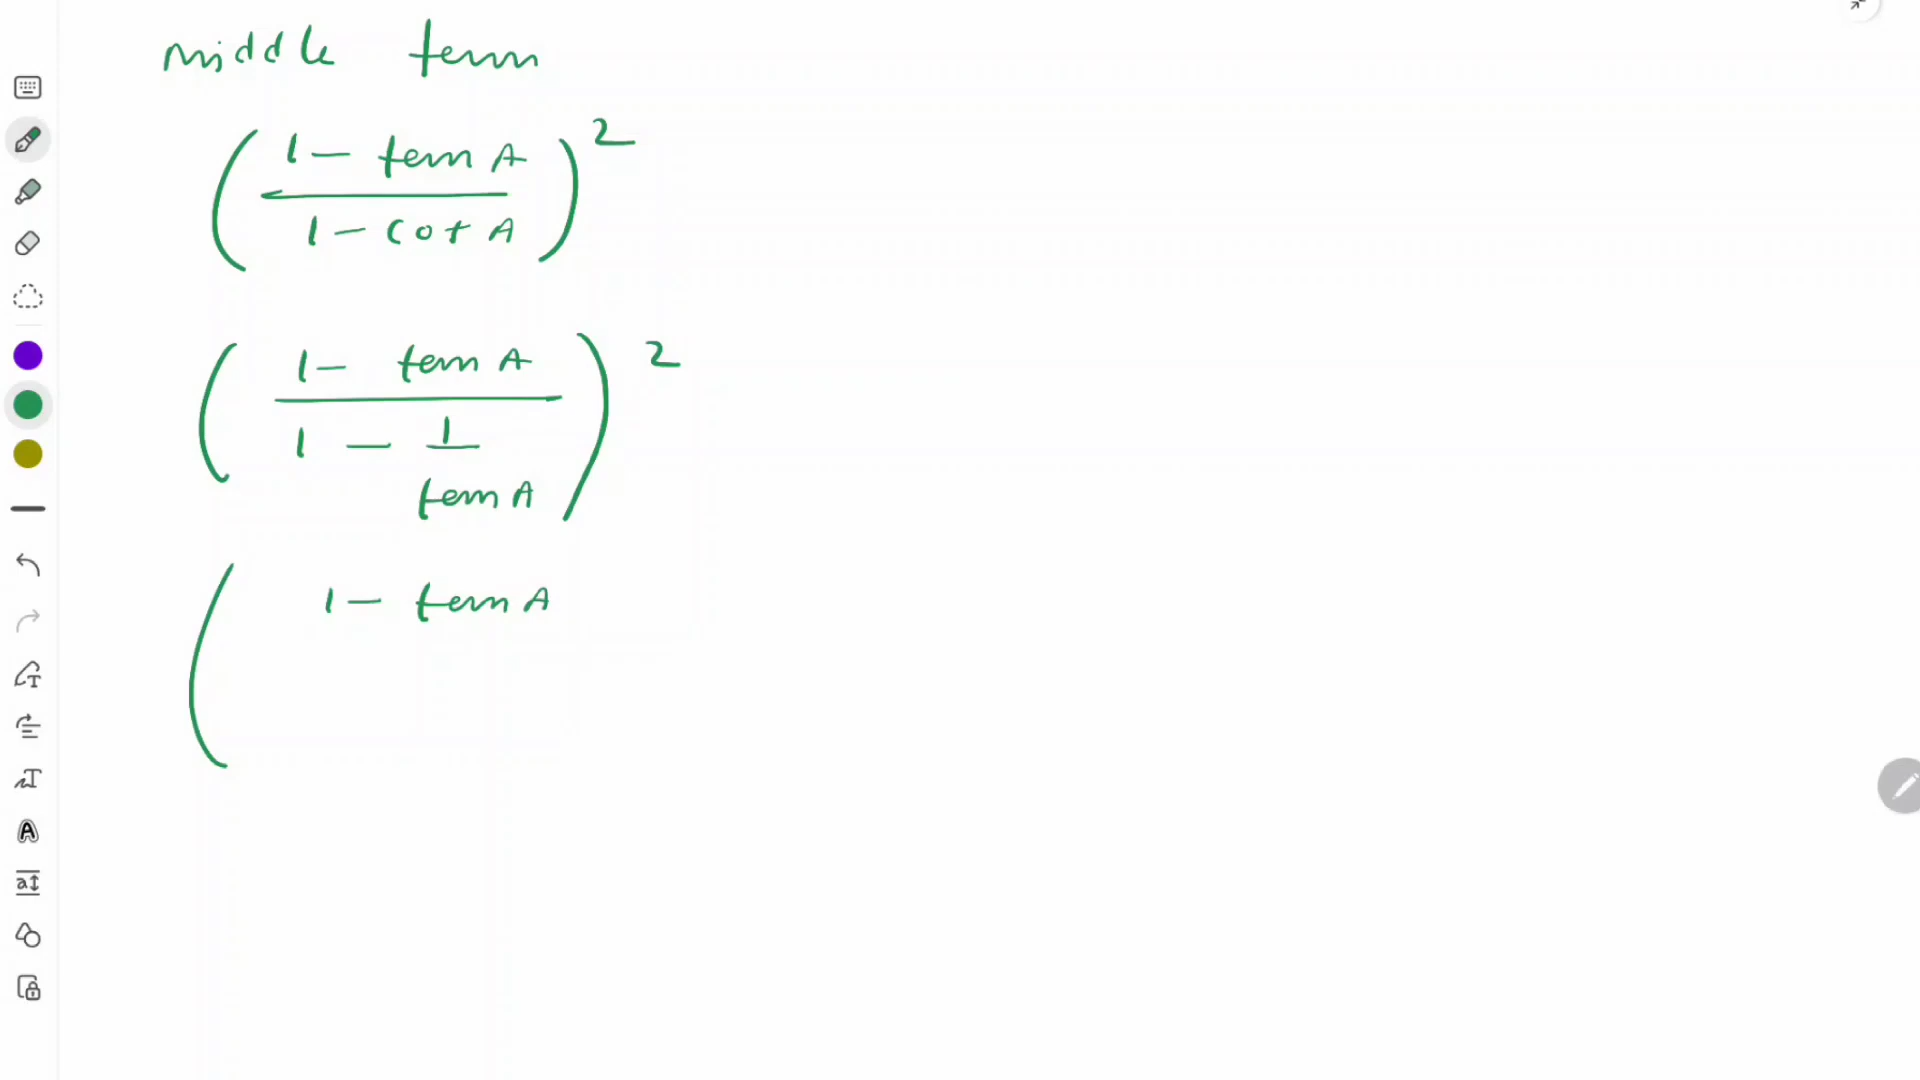 middle term
(1 - tan A / 1 - cot A)²
(1 - tan A / 1 - 1/tan A)²
( 1 - tan A